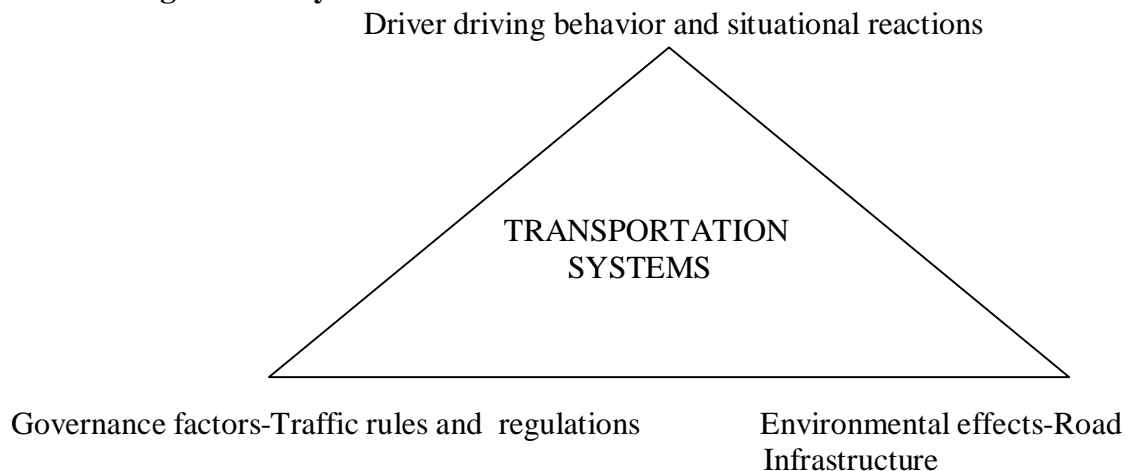 Driver driving behavior and situational reactions
TRANSPORTATION
SYSTEMS
Governance factors-Traffic rules and regulations
Environmental effects-Road
Infrastructure